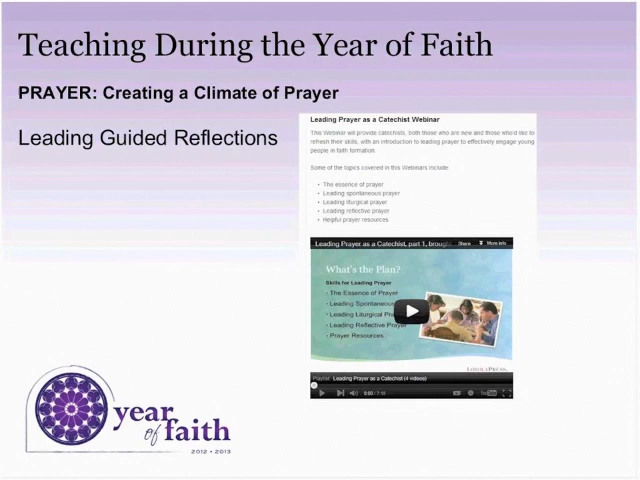 Teaching During the Year of Faith
PRAYER: Creating a Climate of Prayer
Leading Guided Reflections
Leading Prayer as a Catechist Webinar
This Webinar will provide catechists, both those who are new and those who'd like to
refresh their skills, with an introduction to leading prayer to effectively engage young
people in faith formation.
Some of the topics covered in this Webinars include:
• The essence of prayer
• Leading spontaneous prayer
• Leading liturgical prayer
• Leading reflective prayer
• Helpful prayer resources
Leading Prayer as a Catechist, part 1, broug Share More info
What's the Plan?
Skills for Leading Prayer
• The Essence of Prayer
• Leading Spontaneous
• Leading Liturgical Pra
• Leading Reflective Prayer
• Prayer Resources
LOYOLAPRESS.
Playlist: Leading Prayer as a Catechist (4 videos)
0:00
year
of faith
2012 • 2013